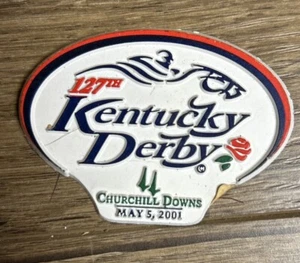 127TH
Kentucky
Derby
CHURCHILL DOWNS
MAY 5, 2001